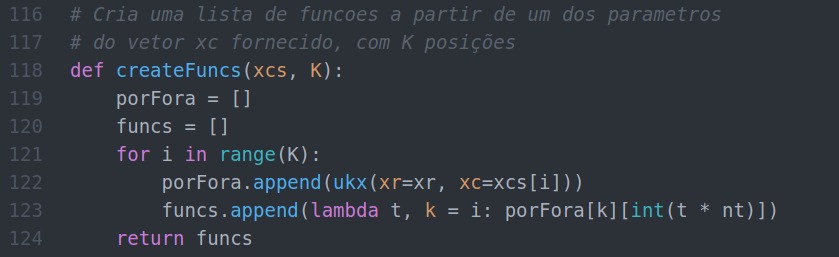 116 # Cria uma lista de funcoes a partir de um dos parametros
117 # do vetor xc fornecido, com K posições
118 def createFuncs(xcs, K):
119     porFora = []
120     funcs = []
121     for i in range(K):
122         porFora.append(ukx(xr=xr, xc=xcs[i]))
123         funcs.append(lambda t, k = i: porFora[k][int(t * nt)])
124     return funcs